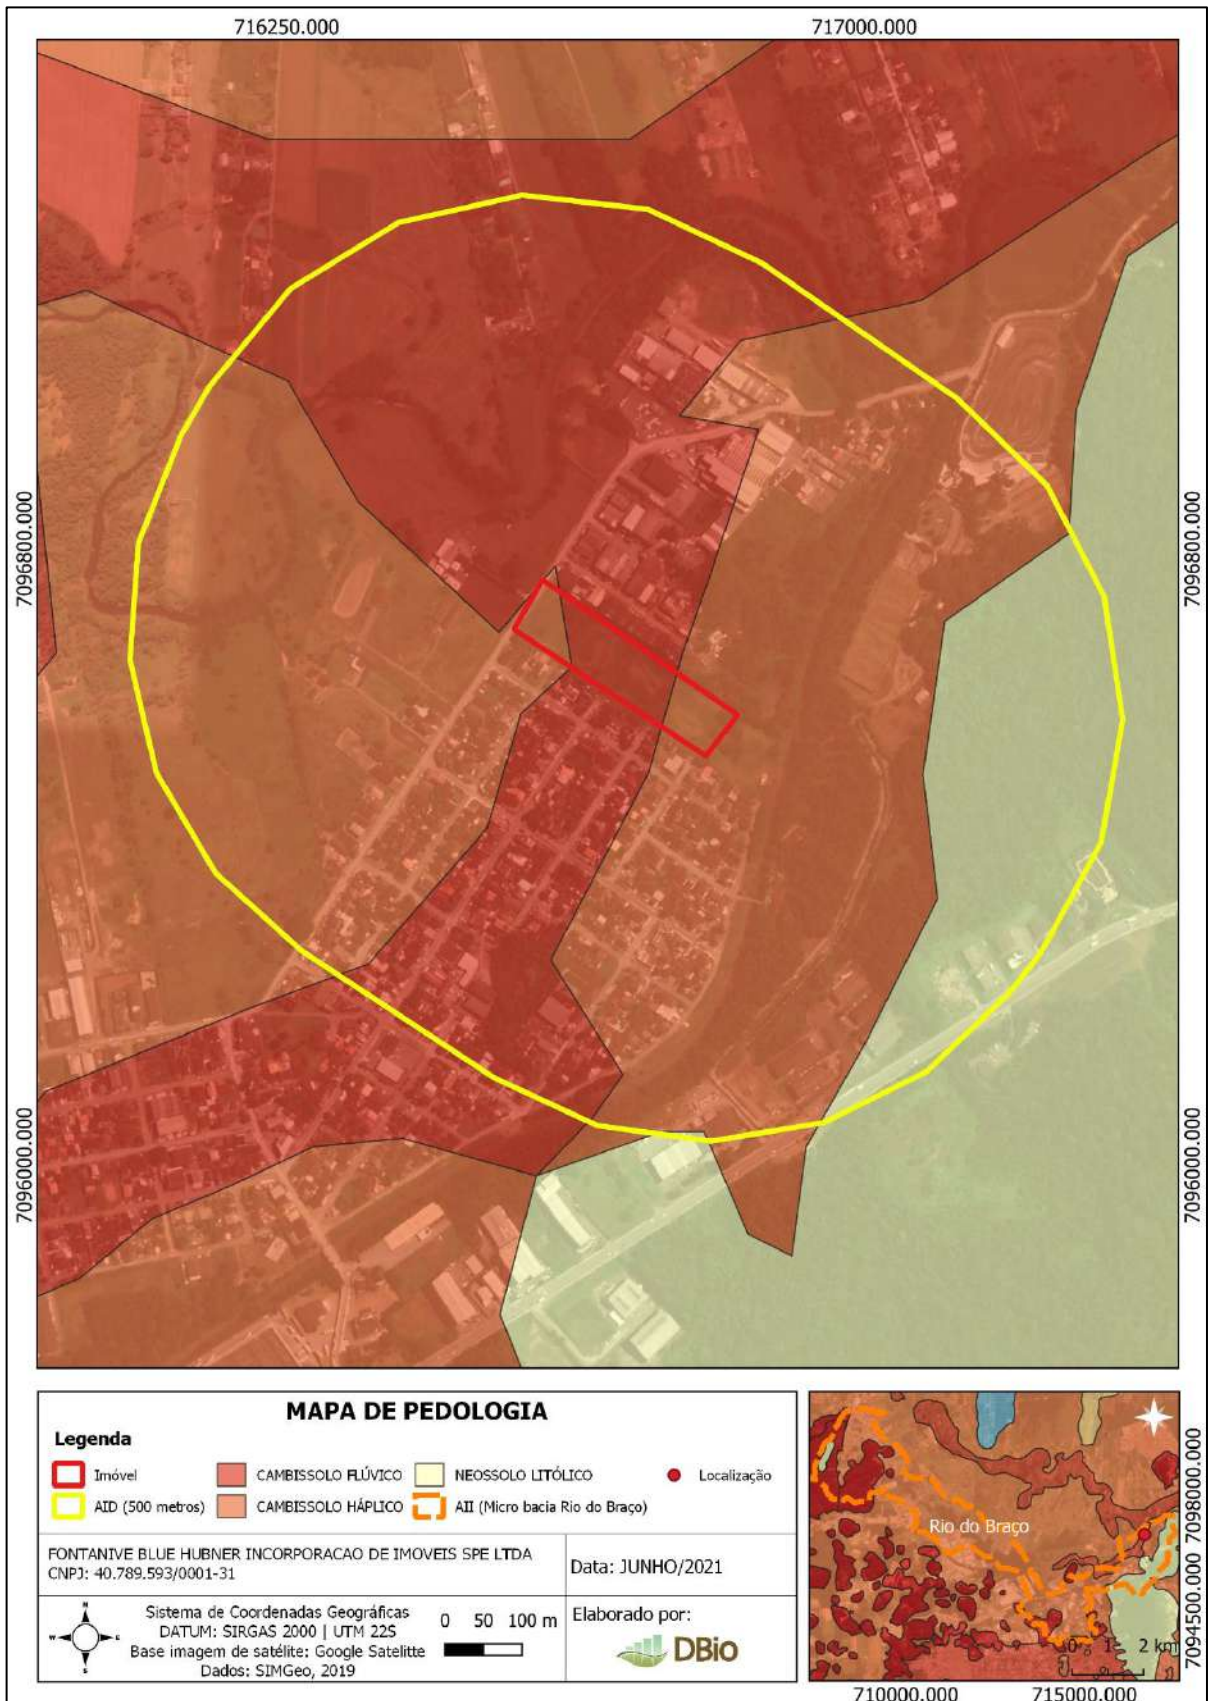 716250.000
717000.000
7096800.000
7096800.000
7096000.000
7096000.000
MAPA DE PEDOLOGIA
Legenda
Imóvel
CAMBISSOLO FLÚVICO
NEOSSOLO LITÓLICO
Localização
AID (500 metros)
CAMBISSOLO HÁPLICO
AII (Micro bacia Rio do Braço)
FONTANIVE BLUE HUBNER INCORPORACAO DE IMOVEIS SPE LTDA
CNPJ: 40.789.593/0001-31
Data: JUNHO/2021
N
W
E
S
Sistema de Coordenadas Geográficas
DATUM: SIRGAS 2000 | UTM 22S
Base imagem de satélite: Google Satelitte
Dados: SIMGeo, 2019
0 50 100 m
Elaborado por:
DBio
Rio do Braço
0 1 2 km
7098000.000
7094500.000
710000.000
715000.000